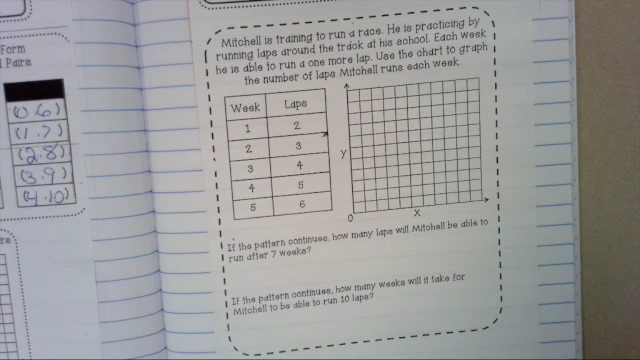 Form
Pairs
(0.6)
(1.7)
(2.8)
(3.9)
(4.10)
Mitchell is training to run a race. He is practicing by
running laps around the track at his school. Each week
he is able to run a one more lap. Use the chart to graph
the number of laps Mitchell runs each week.
Week Laps
1 2
2 3
3 4
4 5
5 6
y
0
x
If the pattern continues, how many laps will Mitchell be able to
run after 7 weeks?
If the pattern continues, how many weeks will it take for
Mitchell to be able to run 10 laps?